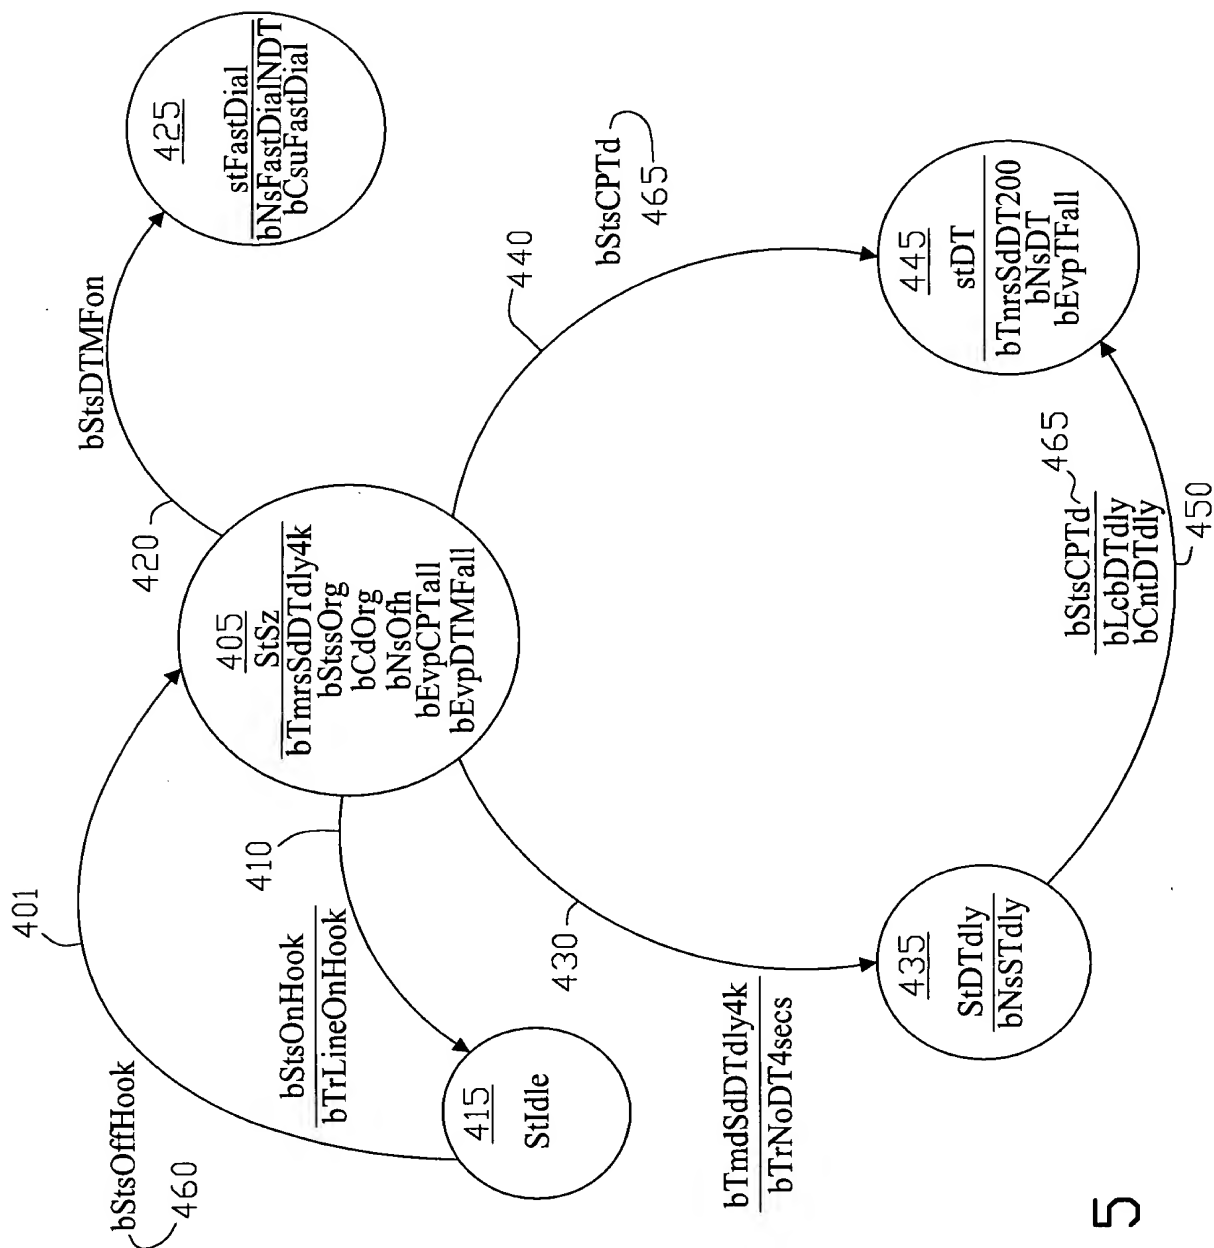 bStsOffHook
460
401
bStsOnHook
bTrLineOnHook
410
415
StIdle
405
StSz
bTmrsSdDTdly4k
bStssOrg
bCdOrg
bNsOfh
bEvpCPTall
bEvpDTMFall
420
bStsDTMFon
425
stFastDial
bNsFastDialNDT
bCsuFastDial
430
bTmdSdDTdly4k
bTrNoDT4secs
435
StDTdly
bNsSTdly
440
bStsCPTd
465
445
stDT
bTnrsSdDT200
bNsDT
bEvpTFall
bStsCPTd
465
bLcbDTdly
bCntDTdly
450
5